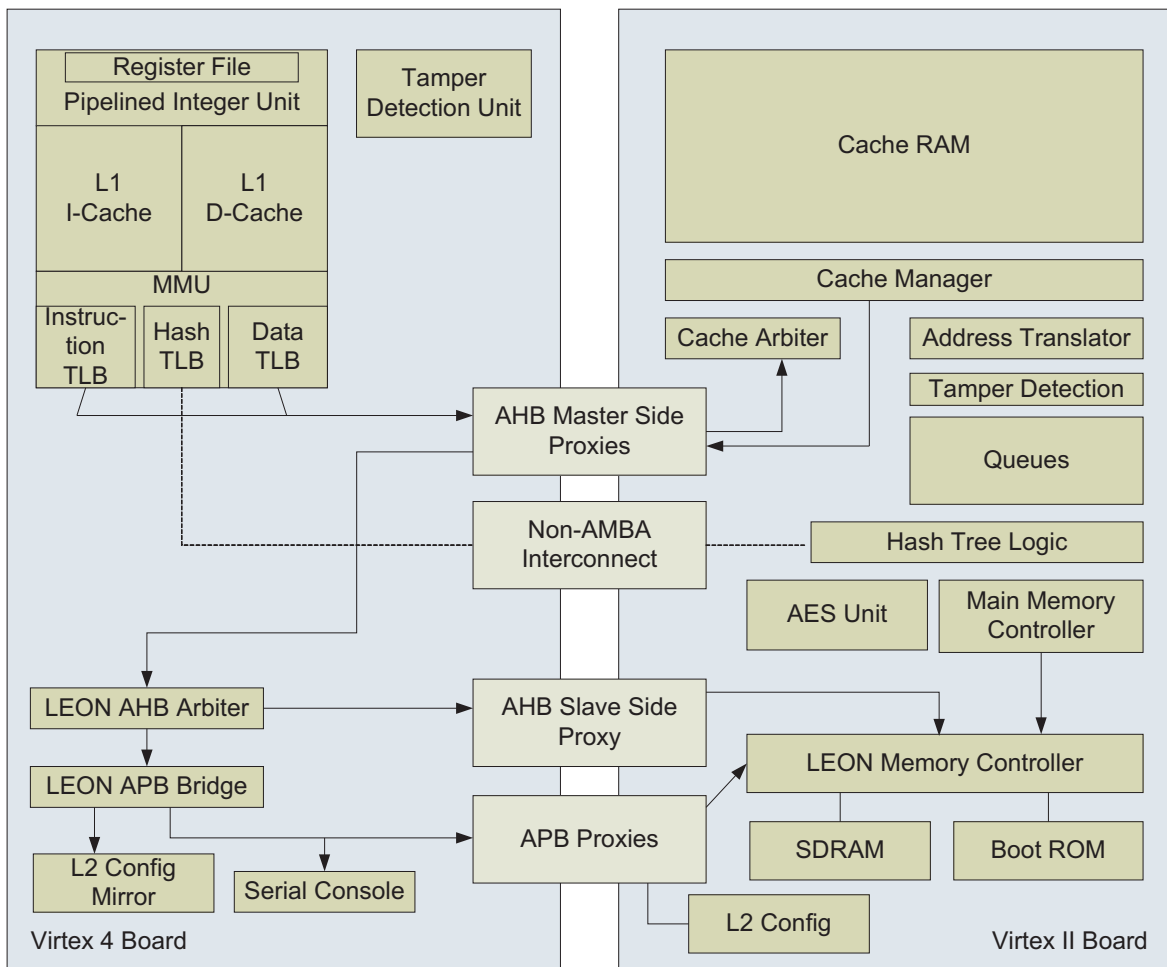 Register File
Pipelined Integer Unit
Tamper
Detection Unit
L1
I-Cache
L1
D-Cache
MMU
Instruc-
tion
TLB
Hash
TLB
Data
TLB
Cache RAM
Cache Manager
Cache Arbiter
Address Translator
Tamper Detection
Queues
AHB Master Side
Proxies
Non-AMBA
Interconnect
Hash Tree Logic
AES Unit
Main Memory
Controller
LEON AHB Arbiter
AHB Slave Side
Proxy
LEON APB Bridge
LEON Memory Controller
APB Proxies
L2 Config
Mirror
Serial Console
SDRAM
Boot ROM
L2 Config
Virtex 4 Board
Virtex II Board